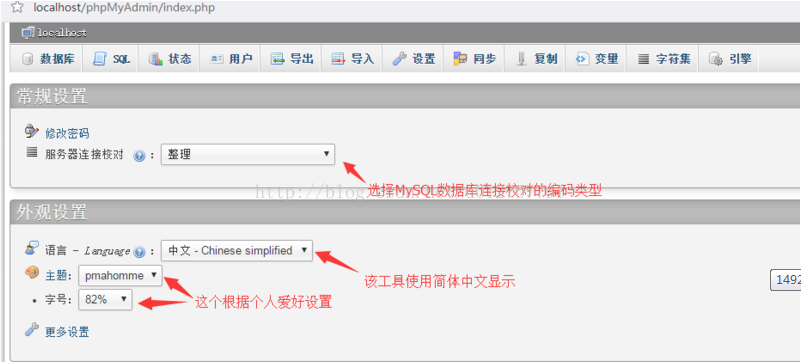 localhost/phpMyAdmin/index.php
localhost
数据库 SQL 状态 用户 导出 导入 设置 同步 复制 变量 字符集 引擎
常规设置
修改密码
服务器连接校对 : 整理
http://blog.
选择MySQL数据库连接校对的编码类型
外观设置
语言 - Language : 中文 - Chinese simplified
该工具使用简体中文显示
主题: pmahomme
1492
字号: 82%
这个根据个人爱好设置
更多设置